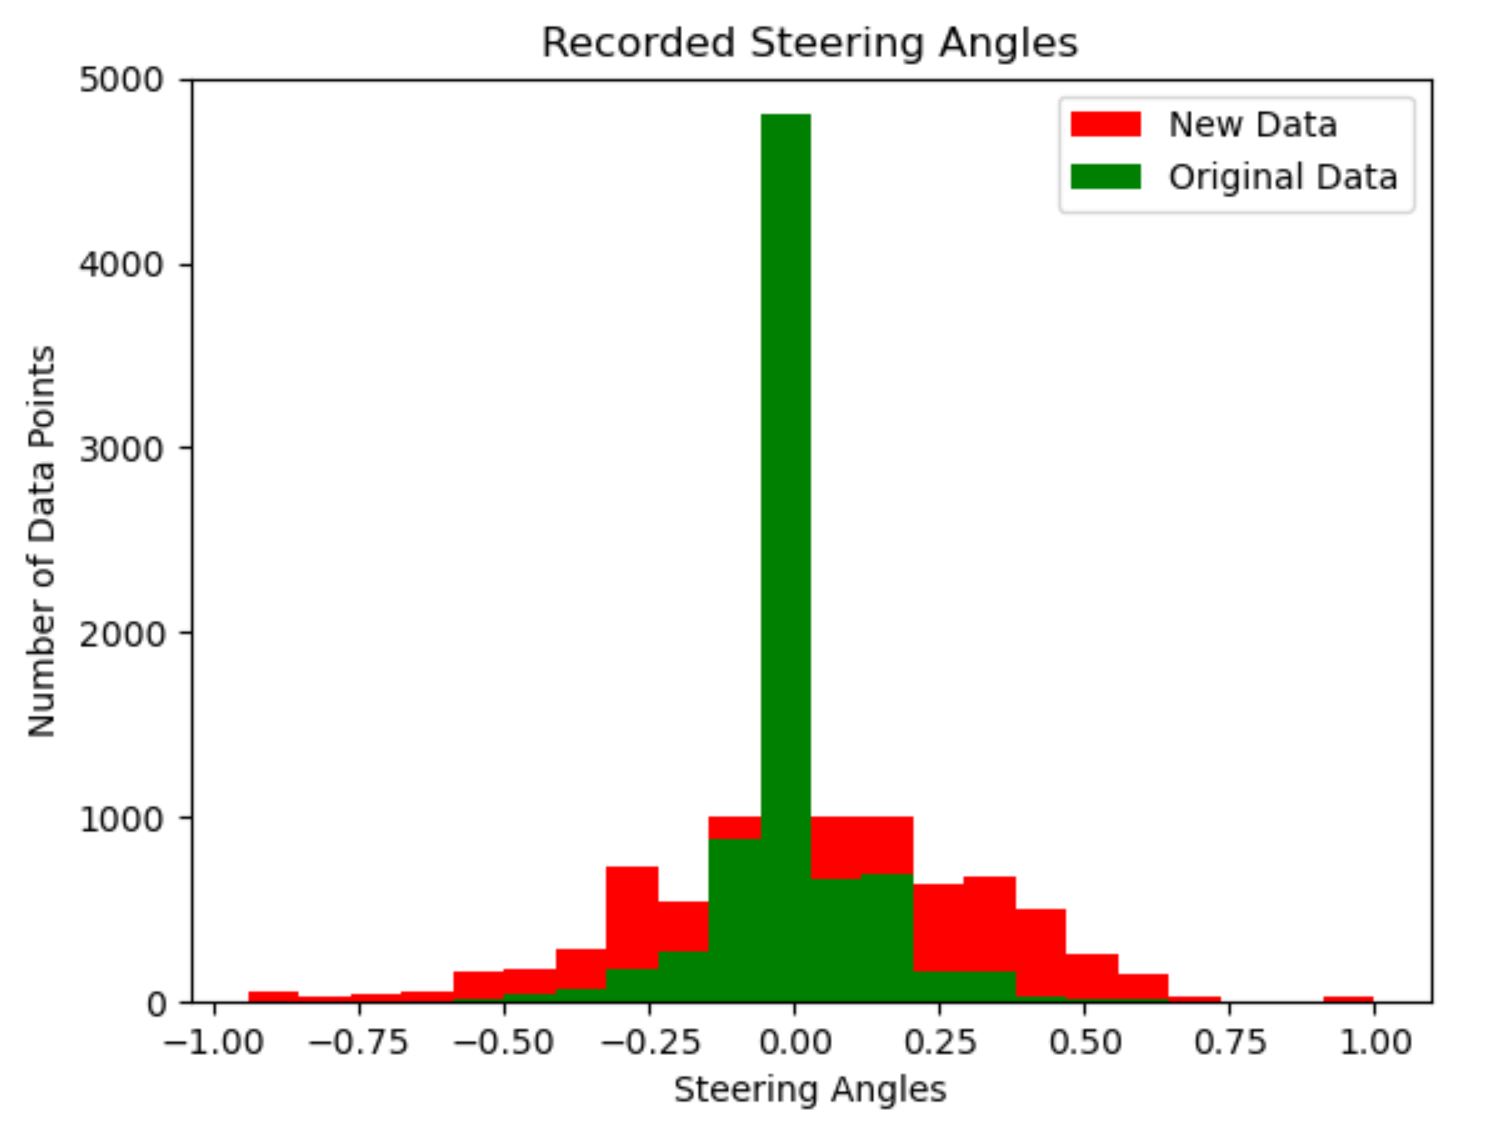 Recorded Steering Angles
New Data
Original Data
5000
4000
3000
2000
1000
0
Number of Data Points
−1.00 −0.75 −0.50 −0.25 0.00 0.25 0.50 0.75 1.00
Steering Angles